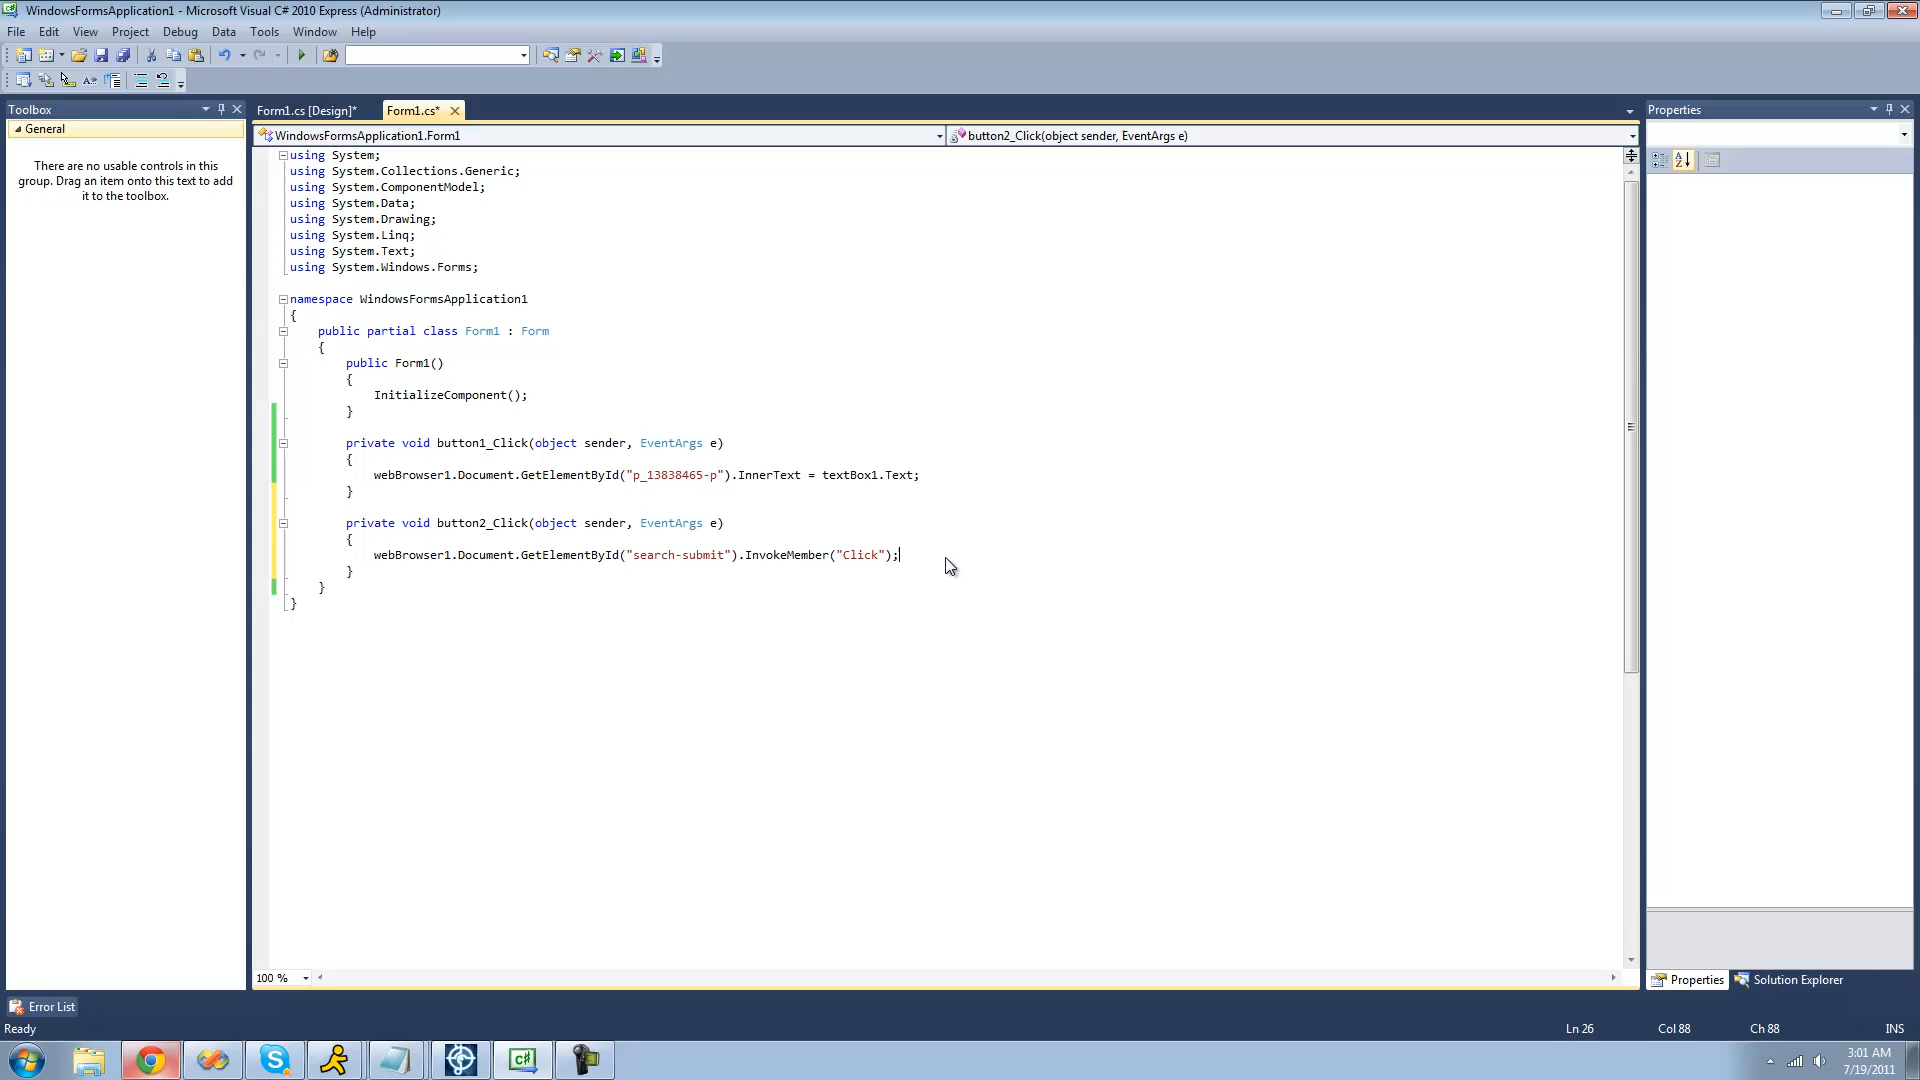 WindowsFormsApplication1 - Microsoft Visual C# 2010 Express (Administrator)
File Edit View Project Debug Data Tools Window Help
Toolbox
General
There are no usable controls in this
group. Drag an item onto this text to add
it to the toolbox.
Form1.cs [Design]* Form1.cs*
WindowsFormsApplication1.Form1 button2_Click(object sender, EventArgs e)
using System;
using System.Collections.Generic;
using System.ComponentModel;
using System.Data;
using System.Drawing;
using System.Linq;
using System.Text;
using System.Windows.Forms;
namespace WindowsFormsApplication1
{
public partial class Form1 : Form
{
public Form1()
{
InitializeComponent();
}
private void button1_Click(object sender, EventArgs e)
{
webBrowser1.Document.GetElementById("p_13838465-p").InnerText = textBox1.Text;
}
private void button2_Click(object sender, EventArgs e)
{
webBrowser1.Document.GetElementById("search-submit").InvokeMember("Click");
}
}
}
100 %
Properties
Properties Solution Explorer
Error List
Ready Ln 26 Col 88 Ch 88 INS
3:01 AM
7/19/2011